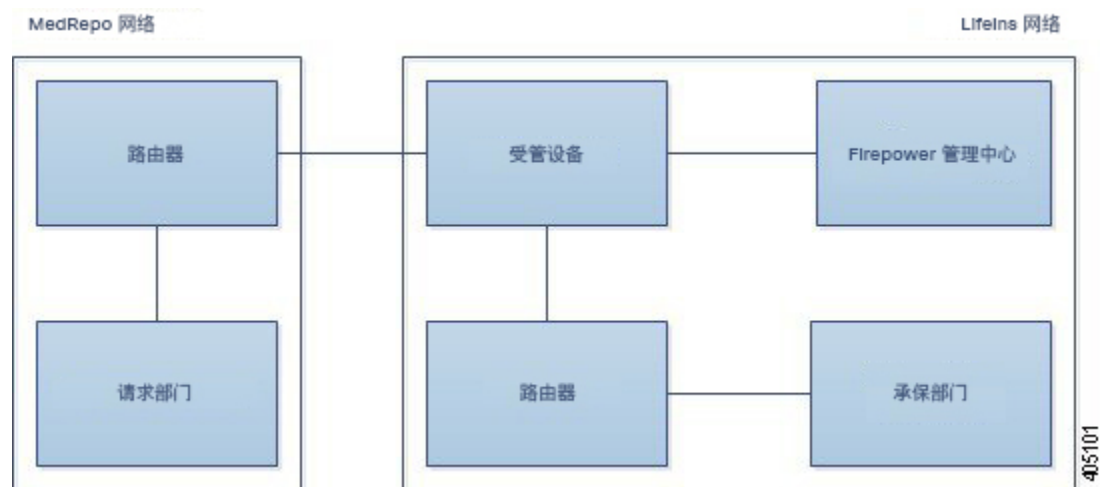 MedRepo 网络
LifeIns 网络
路由器
受管设备
Firepower 管理中心
请求部门
路由器
承保部门
405101